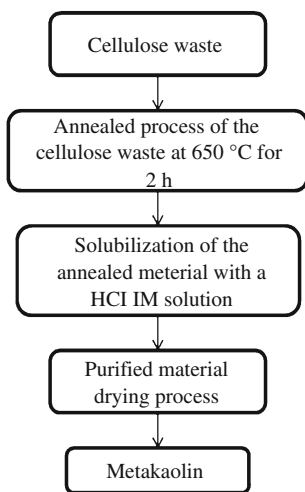 Cellulose waste
Annealed process of the
cellulose waste at 650 °C for
2 h
Solubilization of the
annealed meterial with a
HCI IM solution
Purified material
drying process
Metakaolin